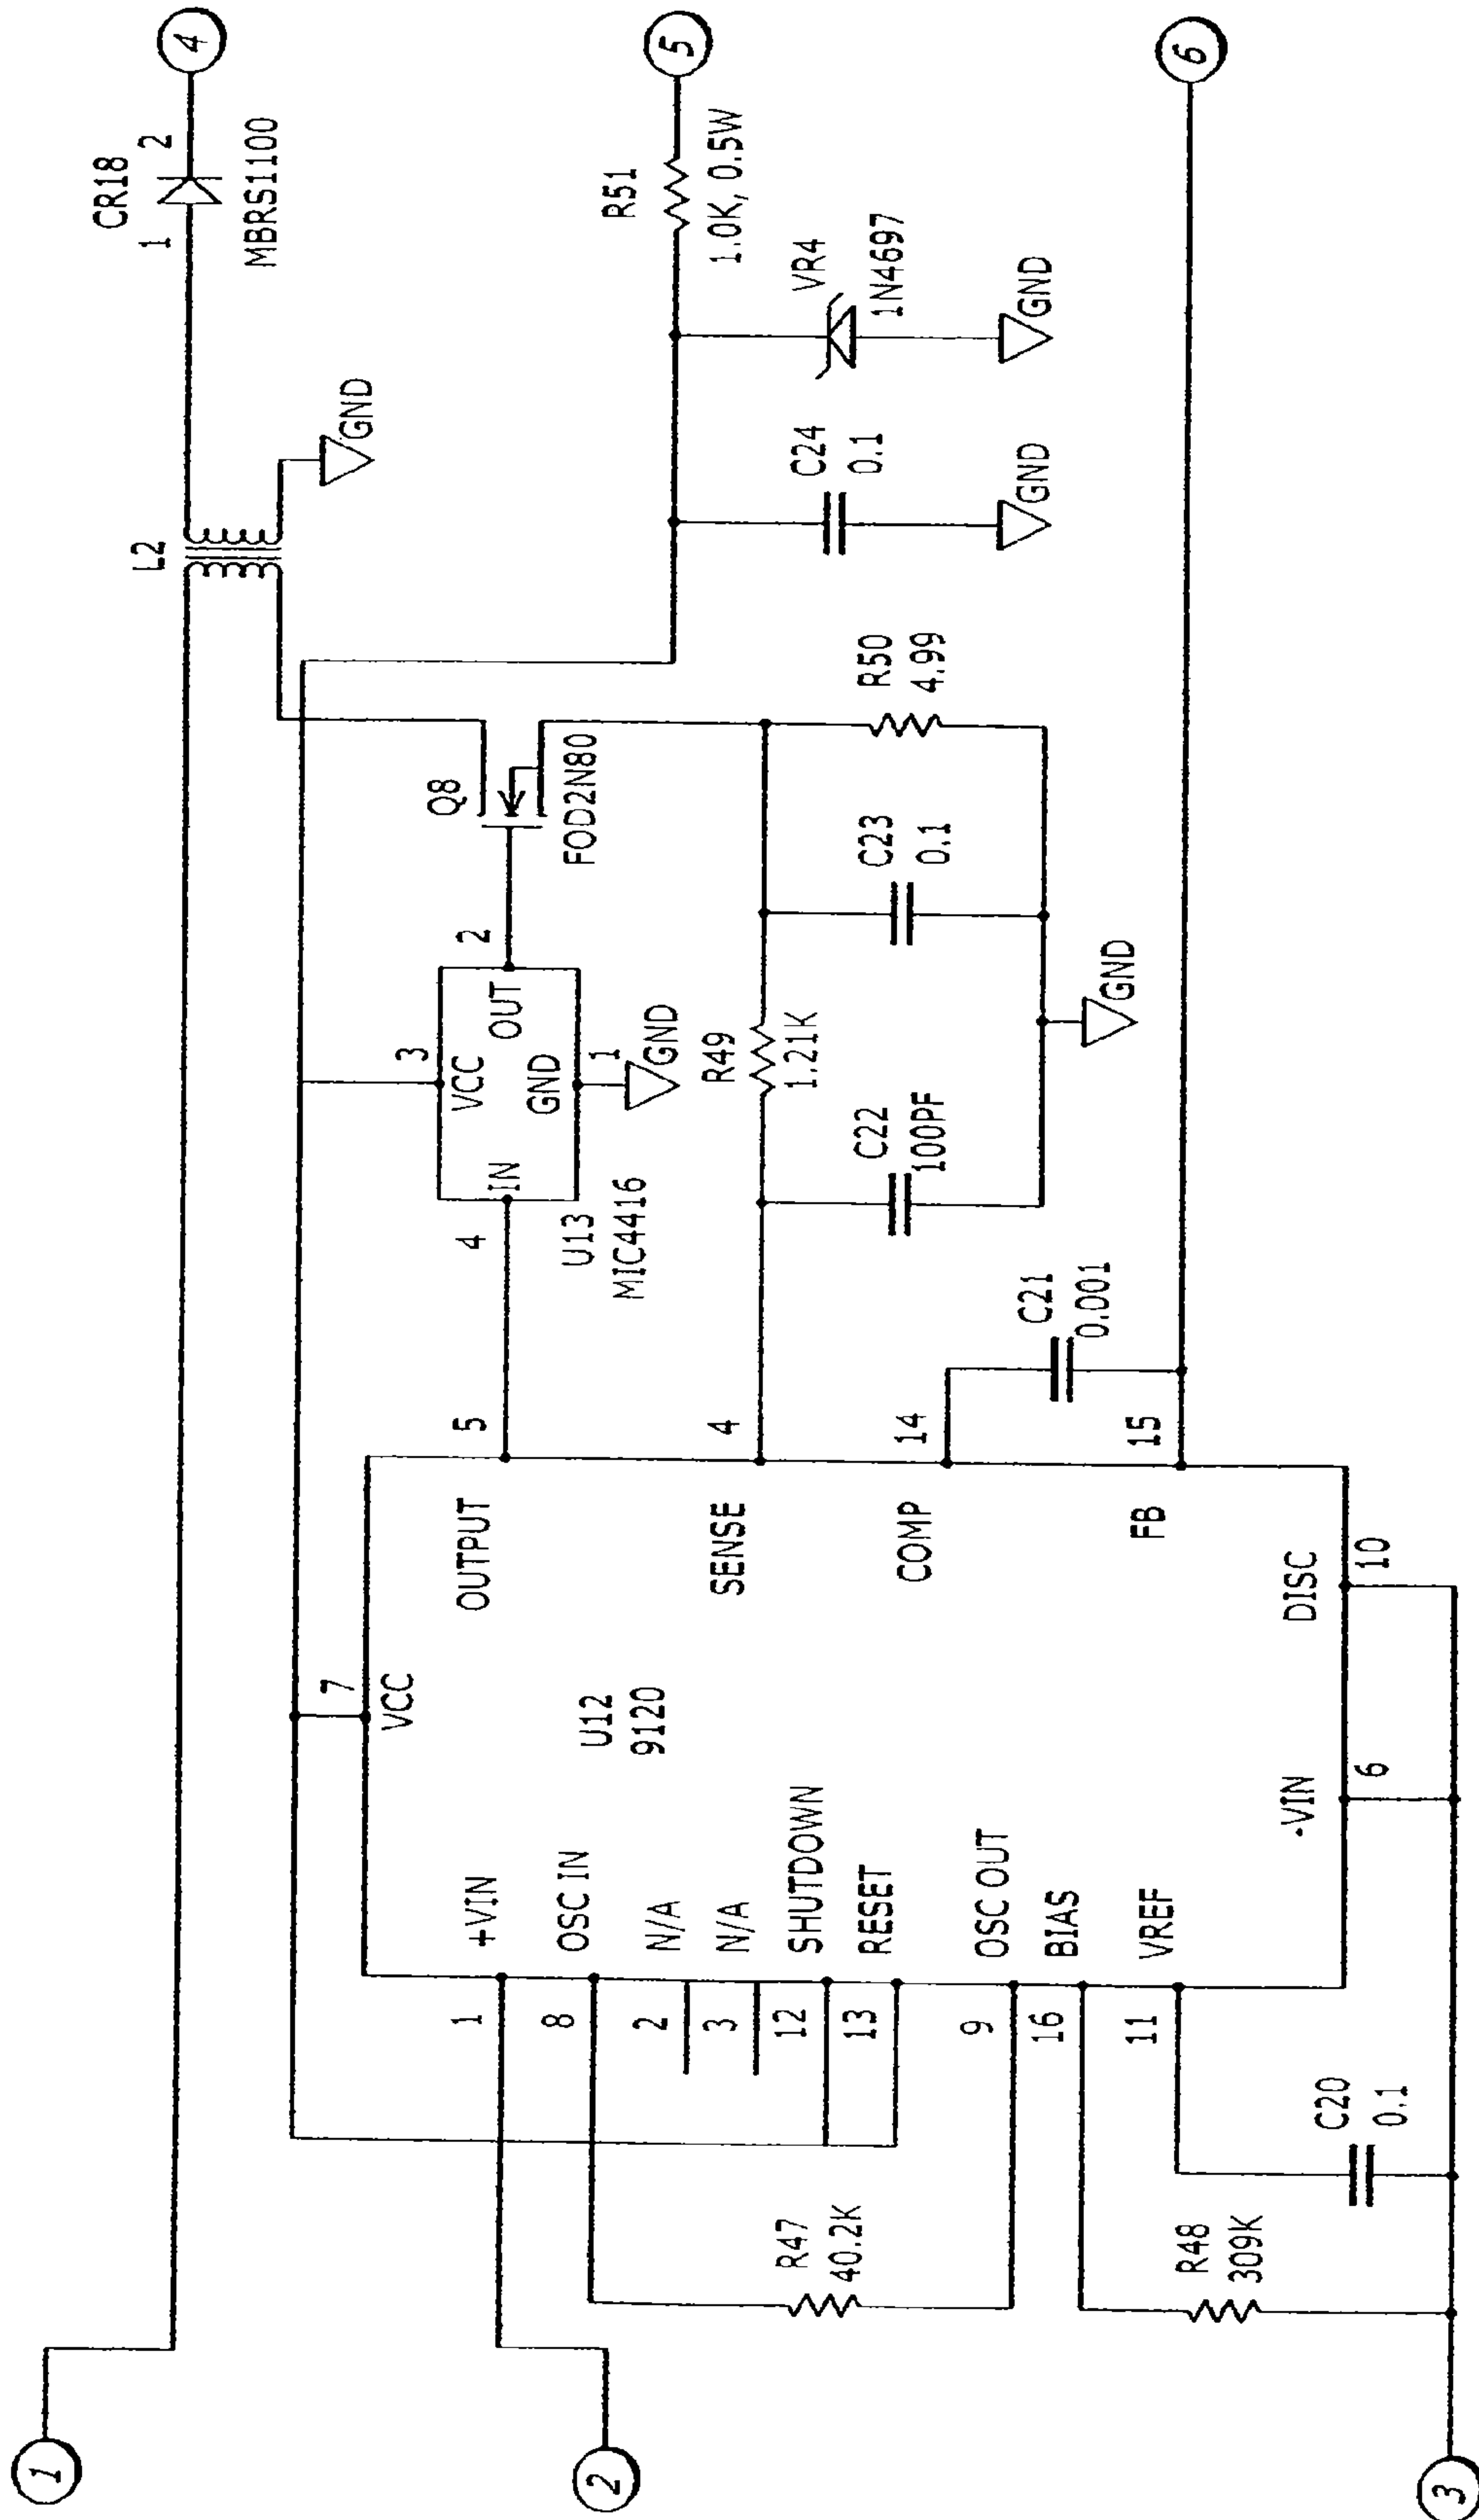 1
2
3
L2
GND
CR18
1 2
MBRS1100
4
+VIN
1
OSC IN
8
N/A
2
N/A
3
SHUTDOWN
12
RESET
13
OSC OUT
9
BIAS
16
VREF
11
-VIN
6
DISC
10
VCC
7
U12
9120
OUTPUT
5
SENSE
4
COMP
14
FB
15
R47
40.2K
R48
309K
C20
0.1
C21
0.001
4
IN
VCC
3
OUT
2
GND
1
GND
U13
MIC4416
Q8
FOD2N80
R49
1.21K
C22
100PF
C23
0.1
R50
4.99
GND
C24
0.1
GND
VR4
1N4697
GND
R51
1.0K, 0.5W
5
6